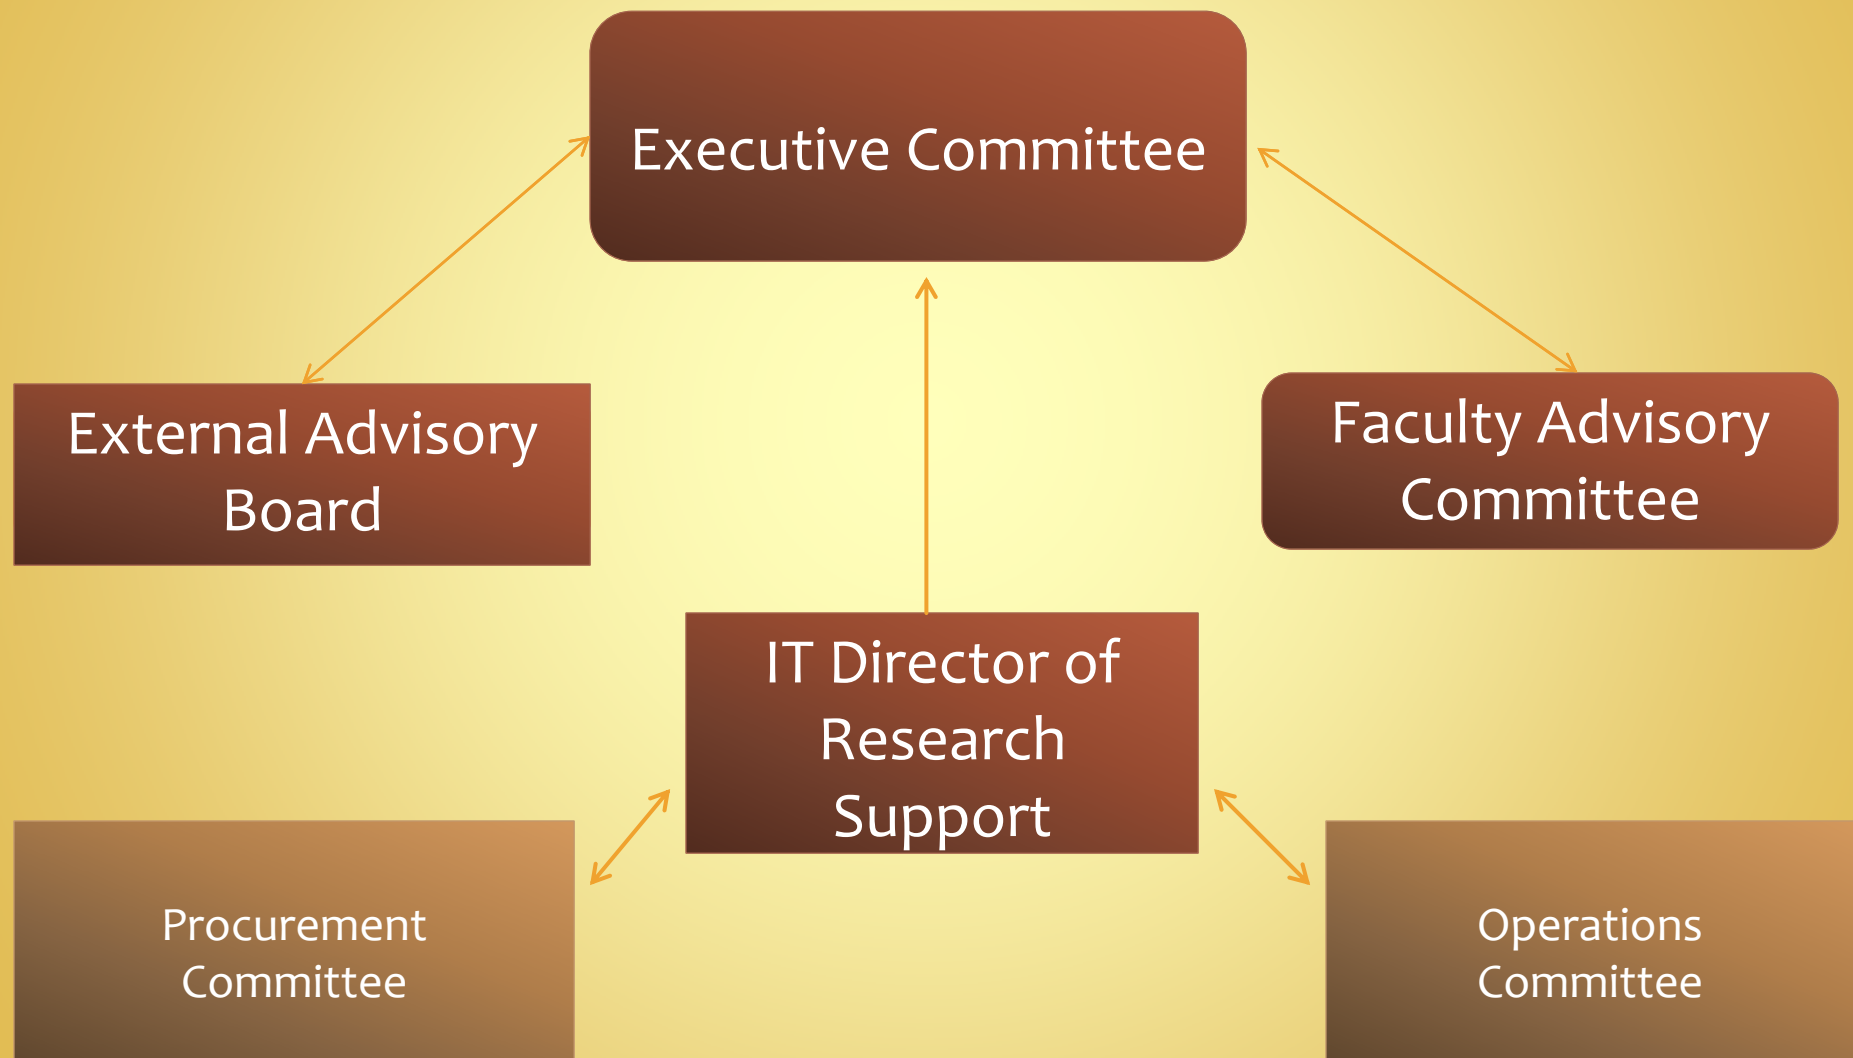 Executive Committee
External Advisory
Board
Faculty Advisory
Committee
IT Director of
Research
Support
Procurement
Committee
Operations
Committee